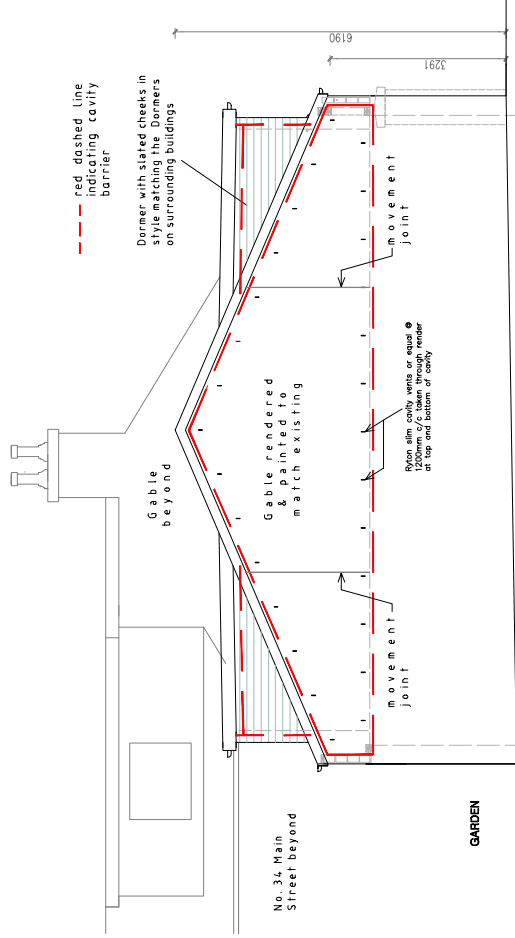 6190
3291
red dashed line
indicating cavity
barrier
Dormer with slated cheeks in
style matching the Dormers
on surrounding buildings
Gable
beyond
Gable rendered
& painted to
match existing
movement
joint
Ryton slim cavity vents or equal @
1200mm c/c taken through render
at top and bottom of cavity
movement
joint
No. 34 Main
Street beyond
GARDEN